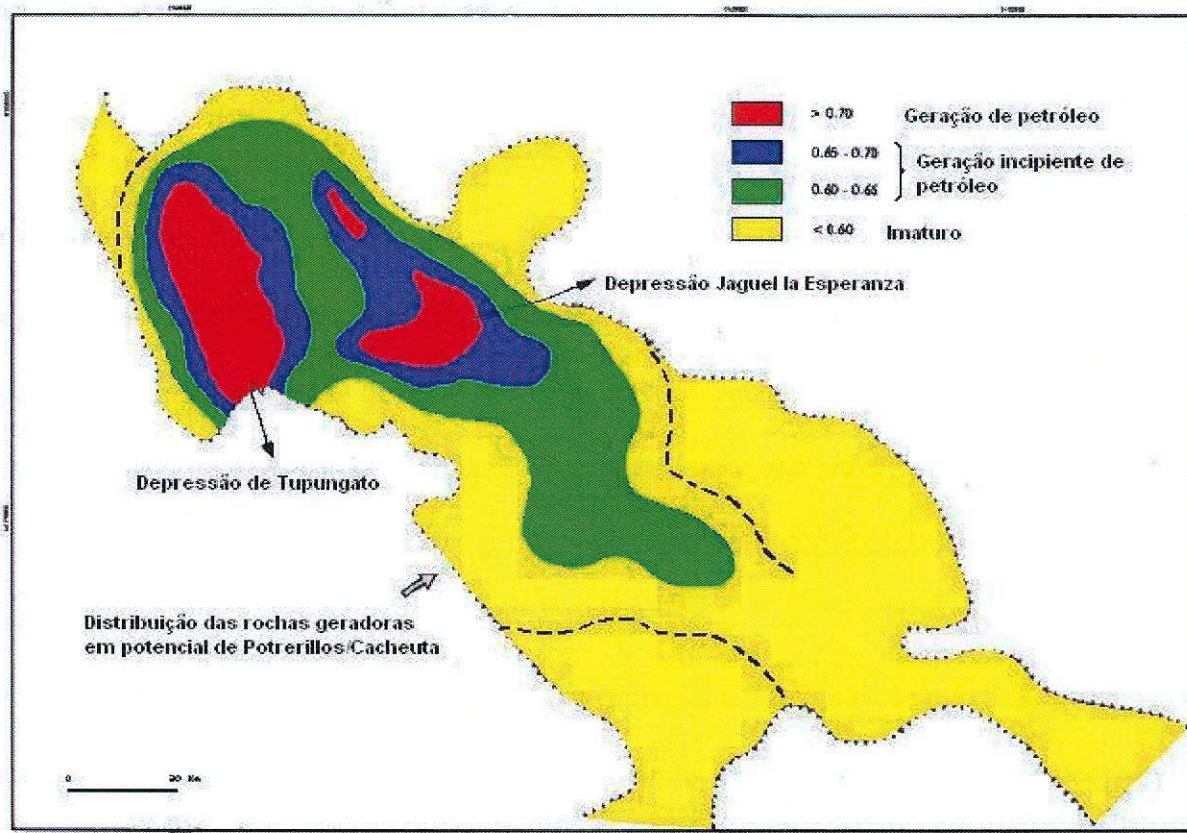 > 0.70 Geração de petróleo
0.65 - 0.70 Geração incipiente de
0.60 - 0.65 petróleo
< 0.60 Imaturo
Depressão Jaguel la Esperanza
Depressão de Tupungato
Distribuição das rochas geradoras
em potencial de Potrerillos/Cacheuta
0 20 Km